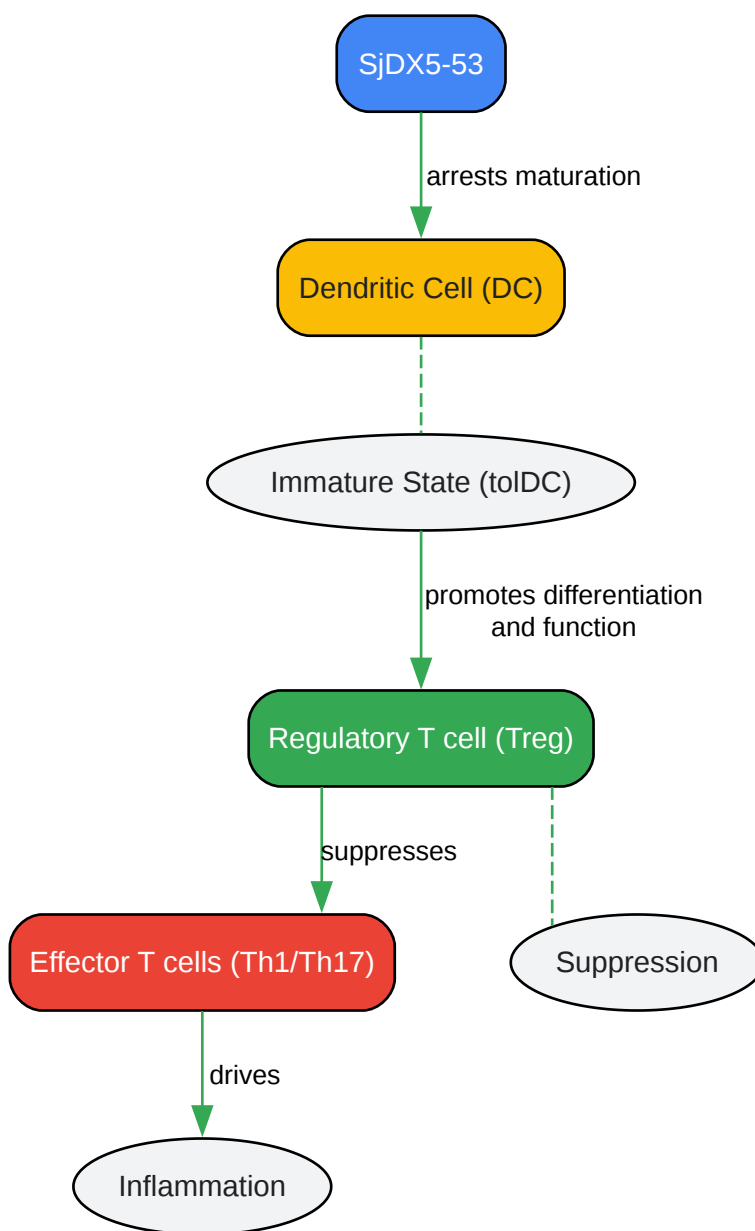 SjDX5-53
arrests maturation
Dendritic Cell (DC)
Immature State (tolDC)
promotes differentiation
and function
Regulatory T cell (Treg)
suppresses
Effector T cells (Th1/Th17)
Suppression
drives
Inflammation